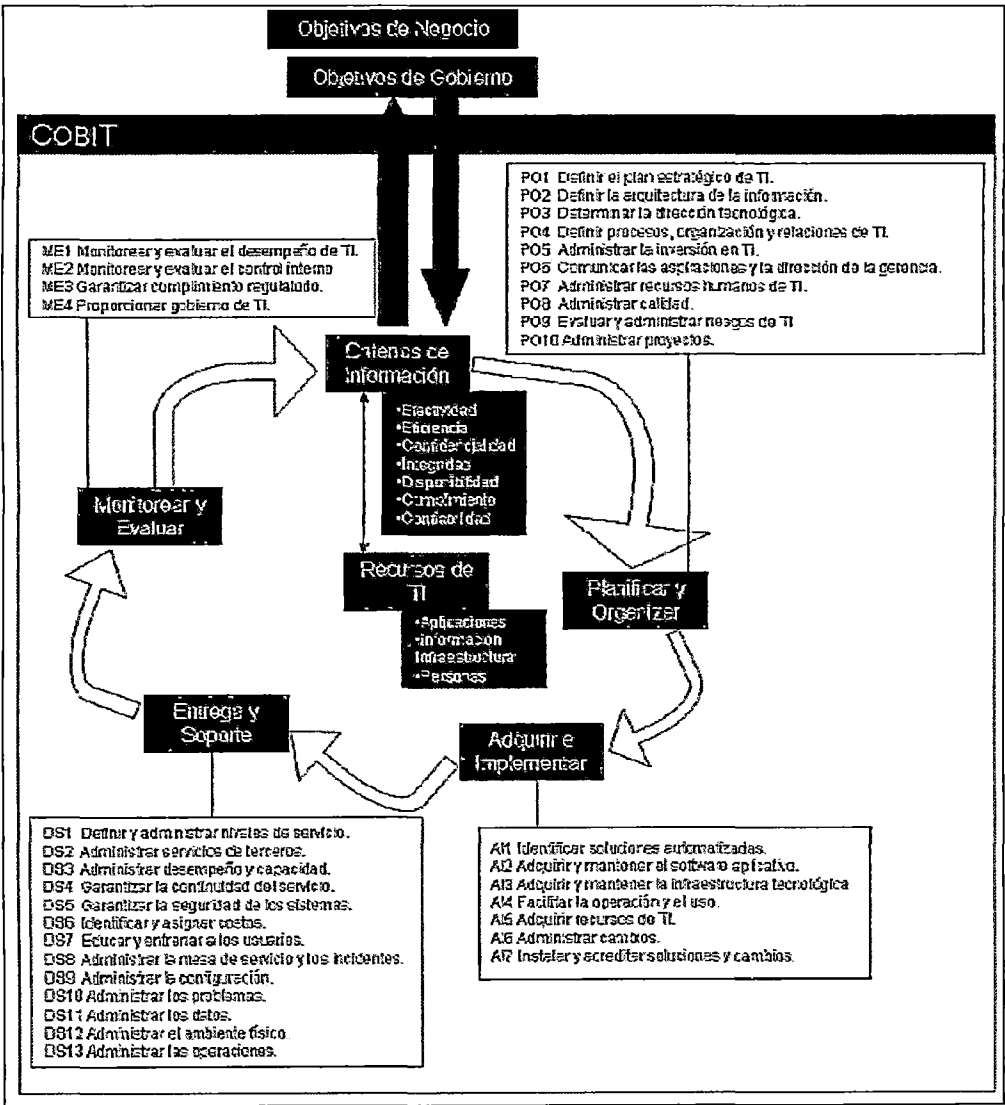 Objetivos de Negocio
Objetivos de Gobierno
COBIT
PO1 Definir el plan estratégico de TI.
PO2 Definir la arquitectura de la información.
PO3 Determinar la dirección tecnológica.
PO4 Definir procesos, organización y relaciones de TI.
PO5 Administrar la inversión en TI.
PO6 Comunicar las aspiraciones y la dirección de la gerencia.
PO7 Administrar recursos humanos de TI.
PO8 Administrar calidad.
PO9 Evaluar y administrar riesgos de TI
PO10 Administrar proyectos.
ME1 Monitorear y evaluar el desempeño de TI.
ME2 Monitorear y evaluar el control interno
ME3 Garantizar cumplimiento regulatodo.
ME4 Proporcionar gobierno de TI.
Criterios de
Información
•Efectividad
•Eficiencia
•Confidencialidad
•Integridas
•Disponibilidad
•Cumplimiento
•Confiabilidad
Monitorear y
Evaluar
Recursos de
TI
•Aplicaciones
•Información
Infraestructura
•Personas
Planificar y
Organizar
Entrega y
Soporte
Adquirir e
Implementar
DS1 Definir y administrar niveles de servicio.
DS2 Administrar servicios de terceros.
DS3 Administrar desempeño y capacidad.
DS4 Garantizar la continuidad del servicio.
DS5 Garantizar la seguridad de los sistemas.
DS6 Identificar y asignar costos.
DS7 Educar y entrenar a los usuarios.
DS8 Administrar la mesa de servicio y los incidentes.
DS9 Administrar la configuración.
DS10 Administrar los problemas.
DS11 Administrar los datos.
DS12 Administrar el ambiente físico.
DS13 Administrar las operaciones.
AI1 Identificar soluciones automatizadas.
AI2 Adquirir y mantener el software aplicativo.
AI3 Adquirir y mantener la infraestructura tecnológica
AI4 Facilitar la operación y el uso.
AI5 Adquirir recursos de TI.
AI6 Administrar cambios.
AI7 Instalar y acreditar soluciones y cambios.